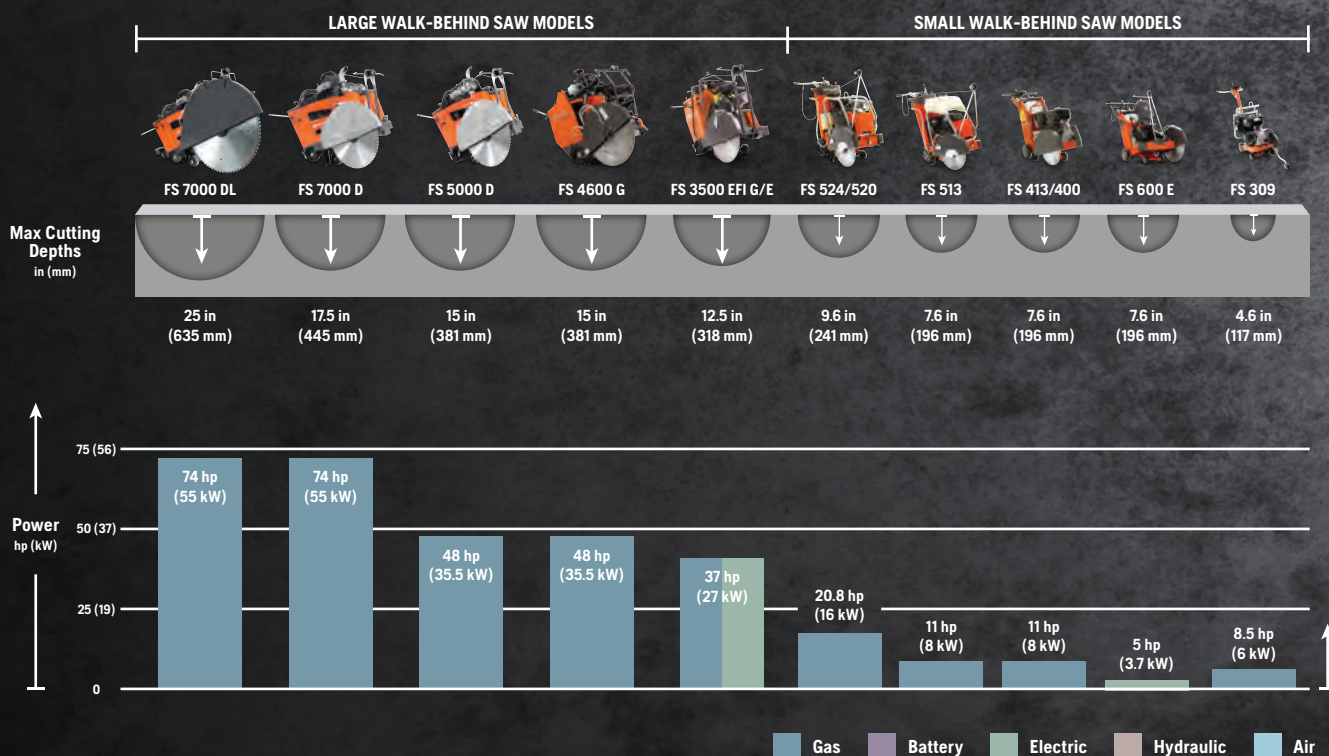 LARGE WALK-BEHIND SAW MODELS
SMALL WALK-BEHIND SAW MODELS
FS 7000 DL
FS 7000 D
FS 5000 D
FS 4600 G
FS 3500 EFI G/E
FS 524/520
FS 513
FS 413/400
FS 600 E
FS 309
Max Cutting
Depths
in (mm)
25 in
(635 mm)
17.5 in
(445 mm)
15 in
(381 mm)
15 in
(381 mm)
12.5 in
(318 mm)
9.6 in
(241 mm)
7.6 in
(196 mm)
7.6 in
(196 mm)
7.6 in
(196 mm)
4.6 in
(117 mm)
Power
hp (kW)
75 (56)
50 (37)
25 (19)
0
74 hp
(55 kW)
74 hp
(55 kW)
48 hp
(35.5 kW)
48 hp
(35.5 kW)
37 hp
(27 kW)
20.8 hp
(16 kW)
11 hp
(8 kW)
11 hp
(8 kW)
5 hp
(3.7 kW)
8.5 hp
(6 kW)
Gas
Battery
Electric
Hydraulic
Air